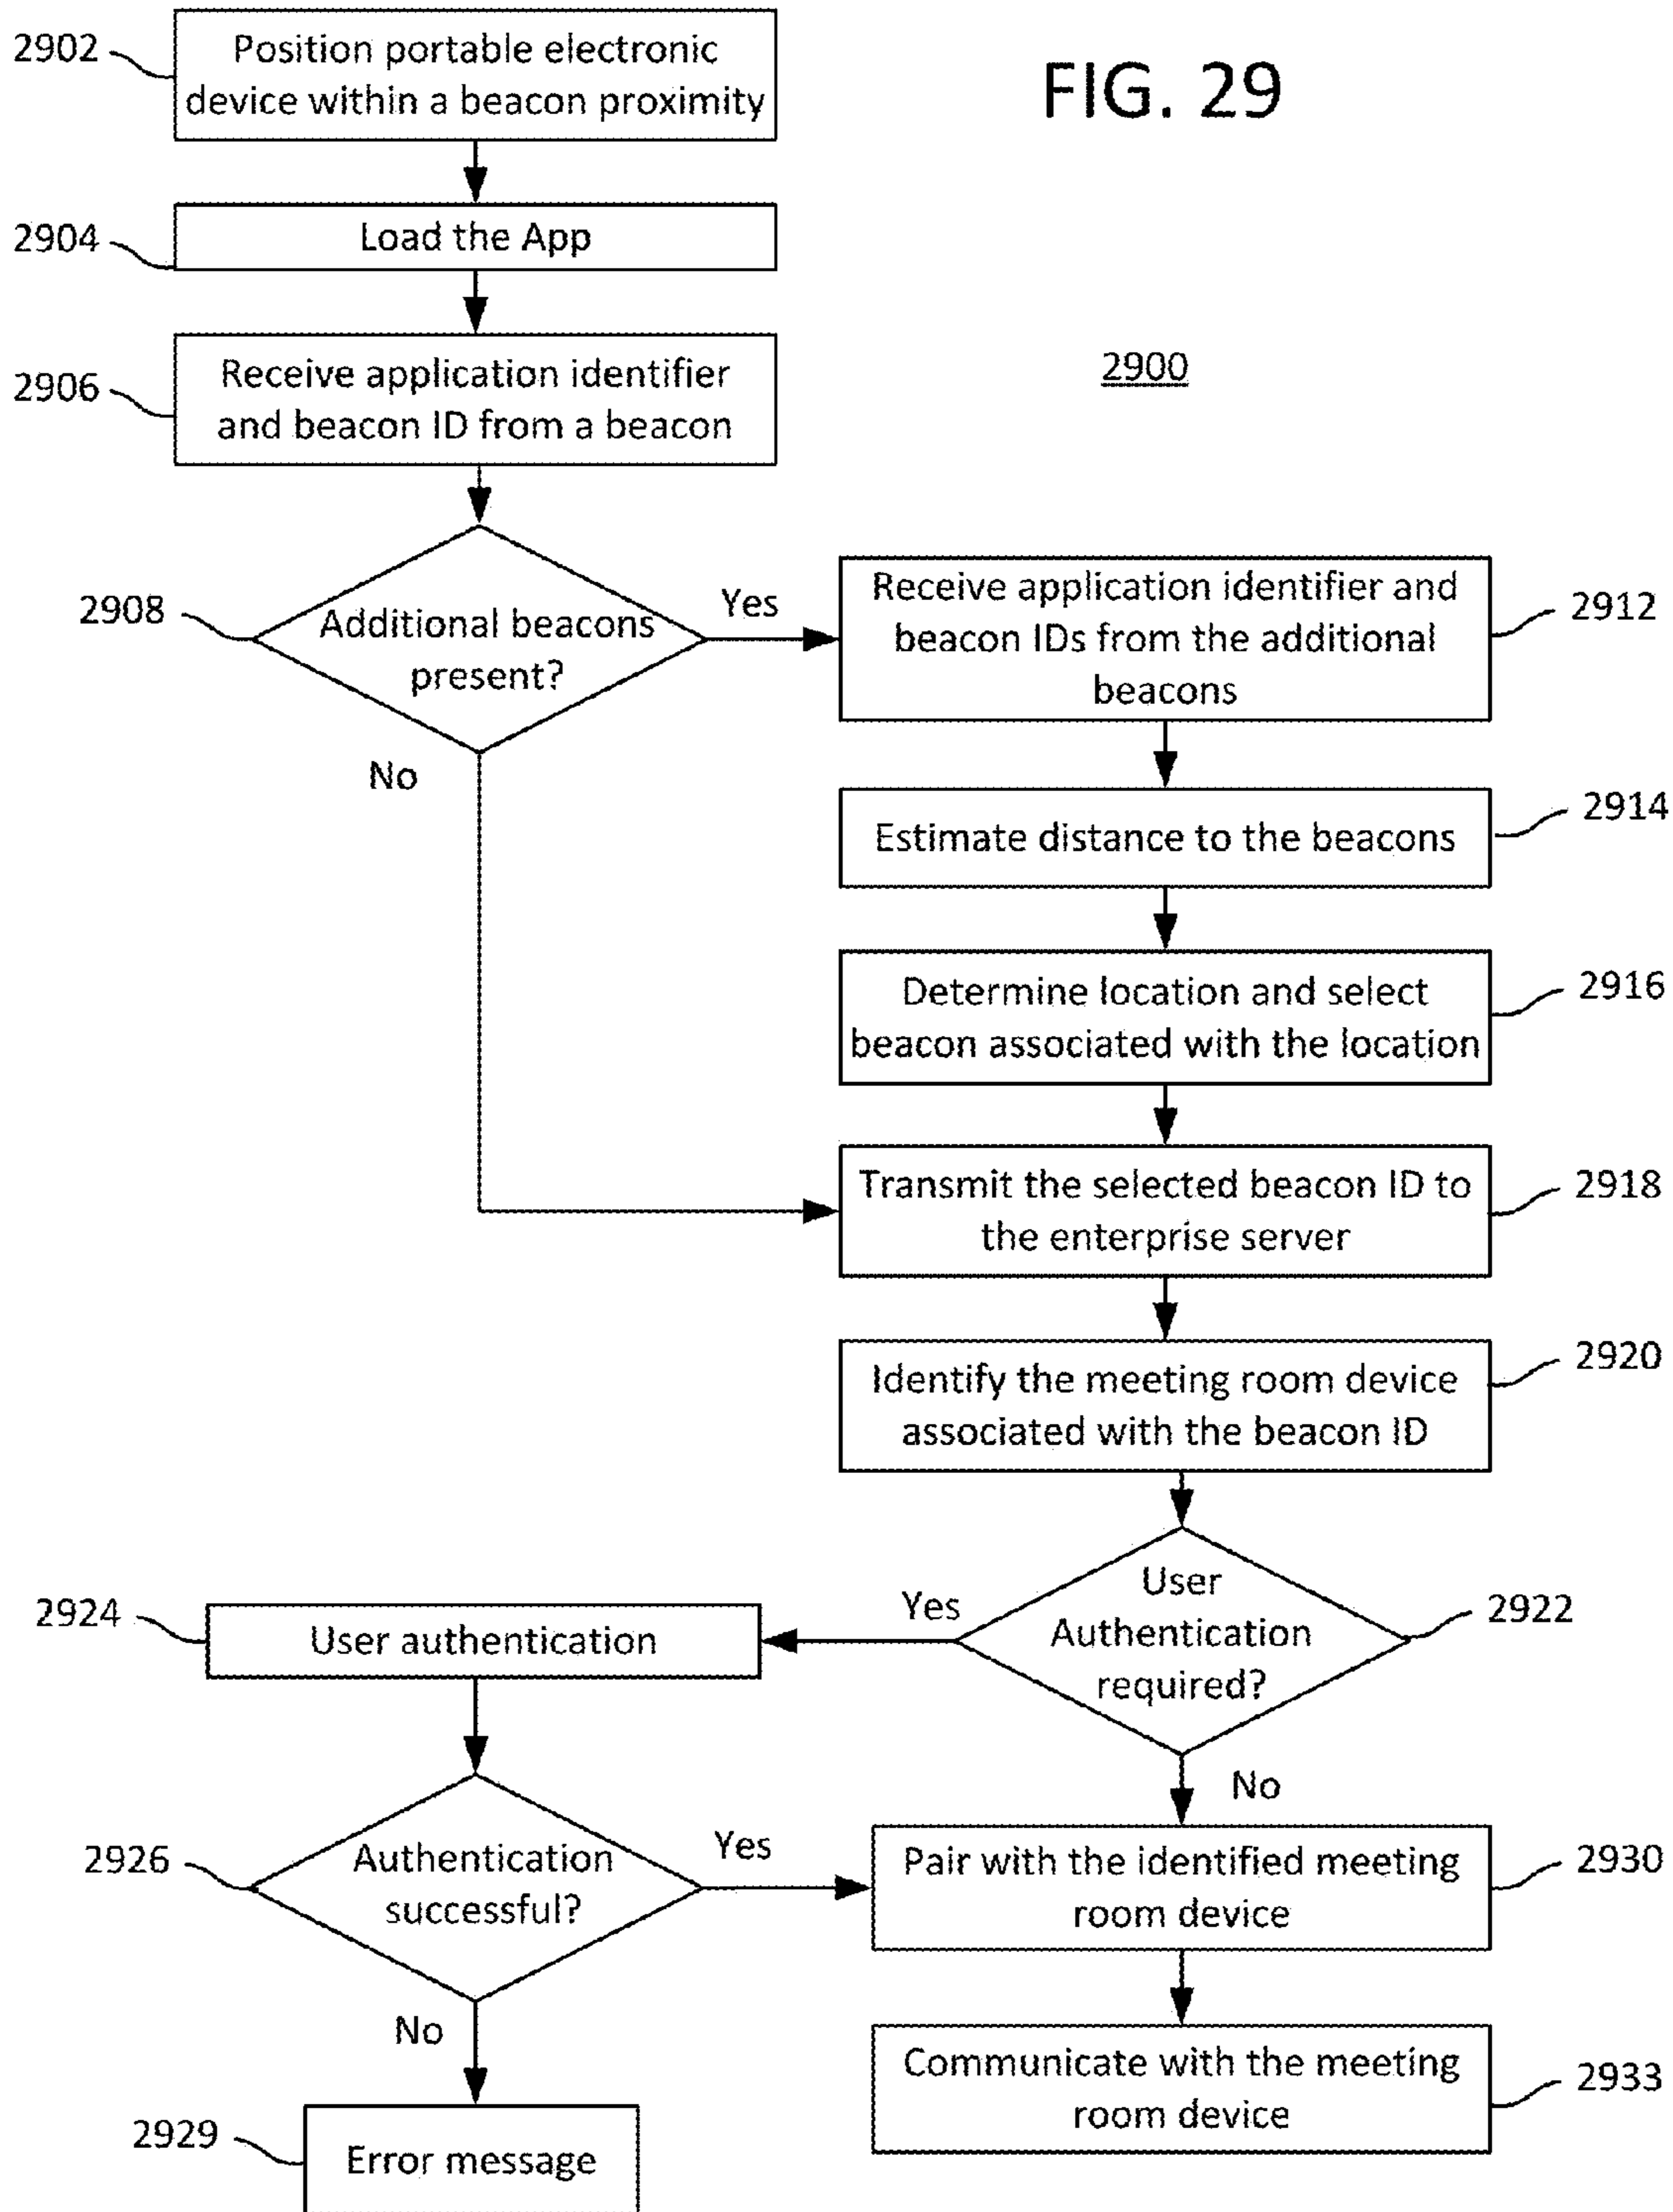 FIG. 29
2900
2902
Position portable electronic
device within a beacon proximity
2904
Load the App
2906
Receive application identifier
and beacon ID from a beacon
2908
Additional beacons
present?
Yes
No
Receive application identifier and
beacon IDs from the additional
beacons
2912
Estimate distance to the beacons
2914
Determine location and select
beacon associated with the location
2916
Transmit the selected beacon ID to
the enterprise server
2918
Identify the meeting room device
associated with the beacon ID
2920
User
Authentication
required?
2922
Yes
No
2924
User authentication
2926
Authentication
successful?
Yes
No
Pair with the identified meeting
room device
2930
Communicate with the meeting
room device
2933
2929
Error message